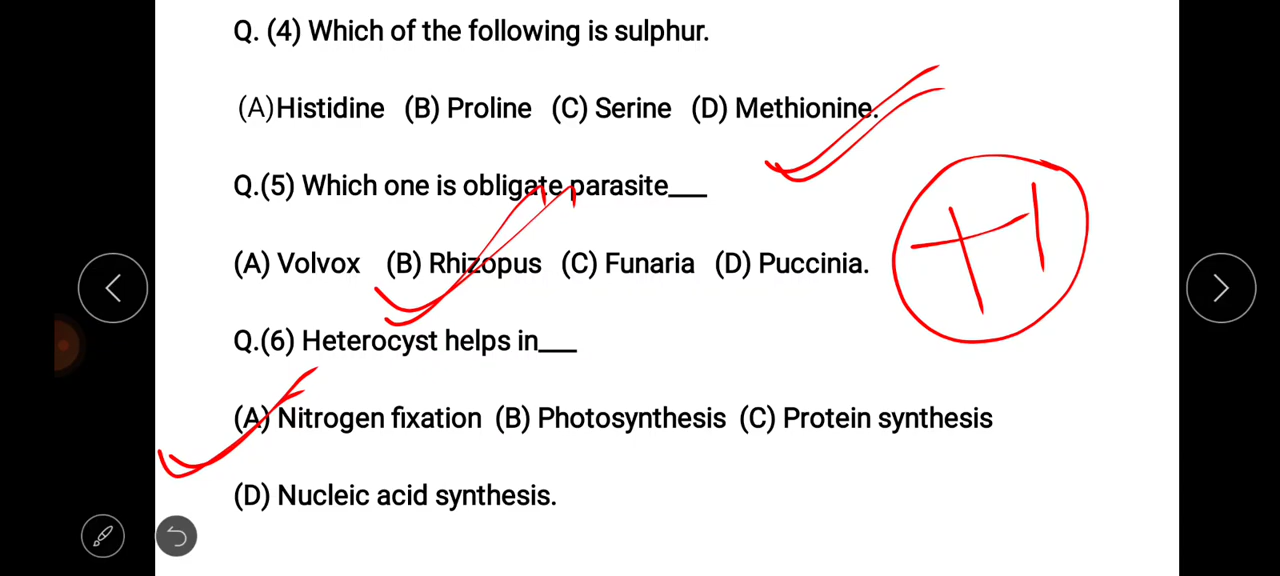 Q. (4) Which of the following is sulphur.
(A)Histidine (B) Proline (C) Serine (D) Methionine.
Q.(5) Which one is obligate parasite___
(A) Volvox (B) Rhizopus (C) Funaria (D) Puccinia.
+1
Q.(6) Heterocyst helps in___
(A) Nitrogen fixation (B) Photosynthesis (C) Protein synthesis
(D) Nucleic acid synthesis.